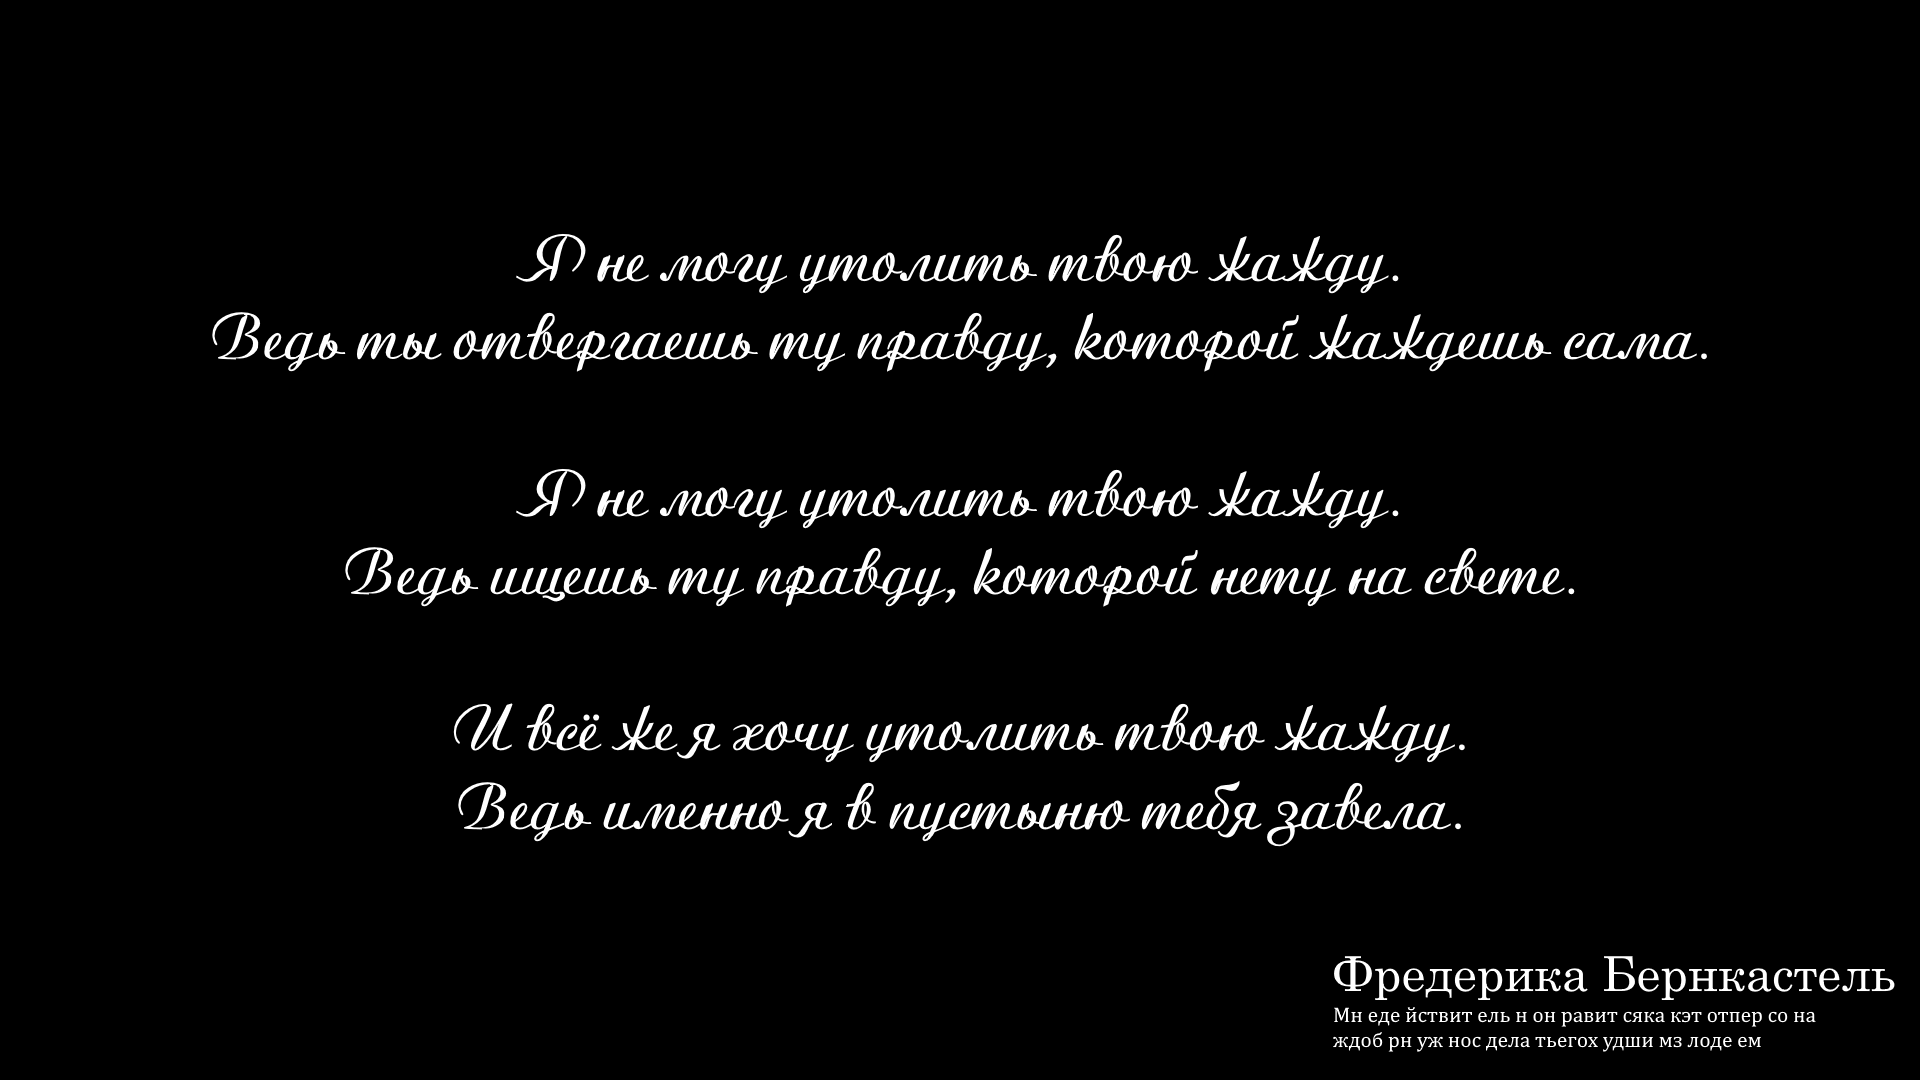 Я не могу утолить твою жажду.
Ведь ты отвергаешь ту правду, которой жаждешь сама.
Я не могу утолить твою жажду.
Ведь ищешь ту правду, которой нету на свете.
И всё же я хочу утолить твою жажду.
Ведь именно я в пустыню тебя завела.
Фредерика Бернкастель
Мн еде йствит ель н он равит сяка кэт отпер со на
ждоб рн уж нос дела тьегох удши мз лоде ем